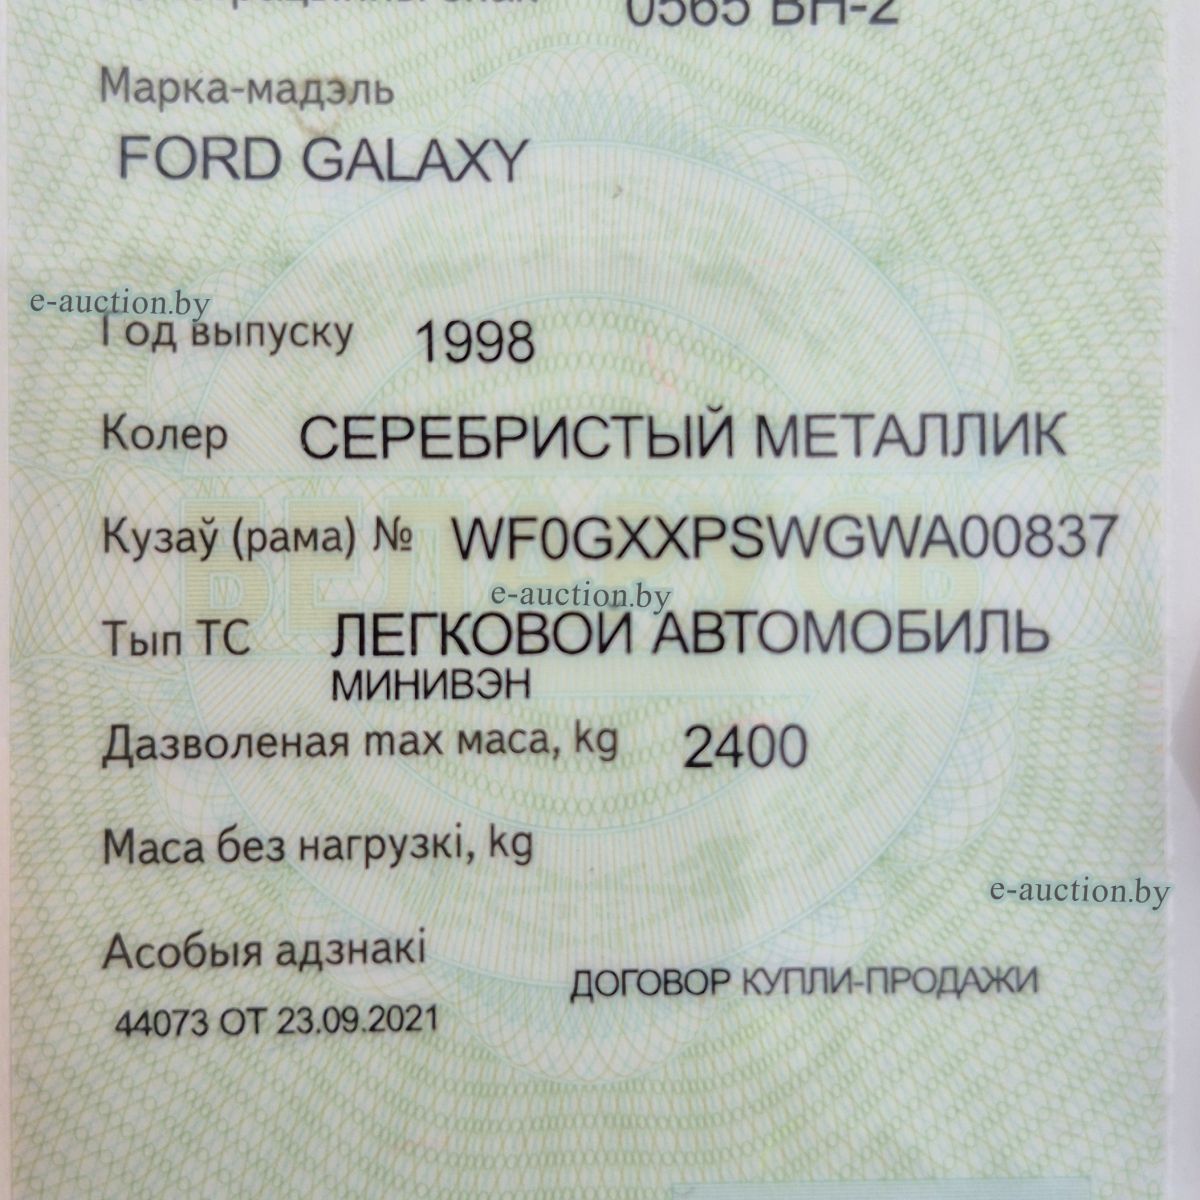 0565 ВН-2
Марка-мадэль
FORD GALAXY
e-auction.by
Год выпуску 1998
Колер СЕРЕБРИСТЫЙ МЕТАЛЛИК
Кузаў (рама) № WF0GXXPSWGWA00837
e-auction.by
Тып ТС ЛЕГКОВОЙ АВТОМОБИЛЬ
МИНИВЭН
Дазволеная max маса, kg 2400
Маса без нагрузкі, kg
e-auction.by
Асобыя адзнакі
ДОГОВОР КУПЛИ-ПРОДАЖИ
44073 ОТ 23.09.2021
БЕЛАРУСЬ